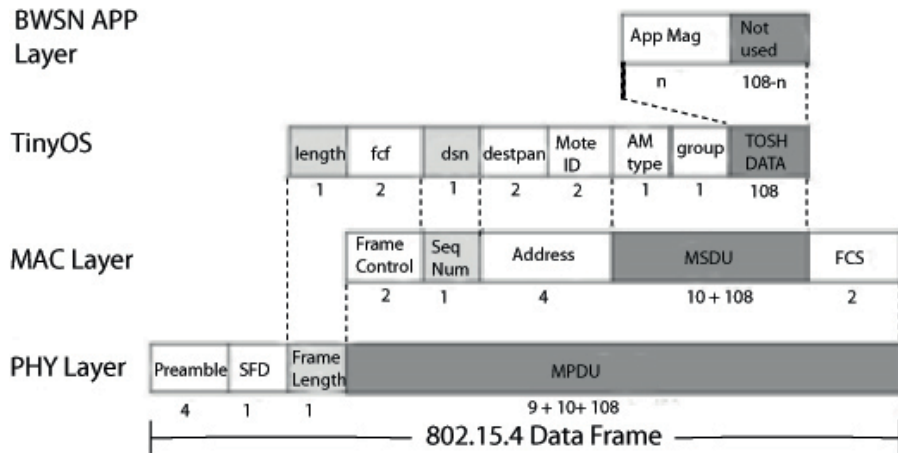 BWSN APP
Layer
App Mag
Not
used
n
108-n
TinyOS
length
fcf
dsn
destpan
Mote
ID
AM
type
group
TOSH
DATA
1
2
1
2
2
1
1
108
MAC Layer
Frame
Control
Seq
Num
Address
MSDU
FCS
2
1
4
10 + 108
2
PHY Layer
Preamble
SFD
Frame
Length
MPDU
4
1
1
9 + 10+ 108
802.15.4 Data Frame